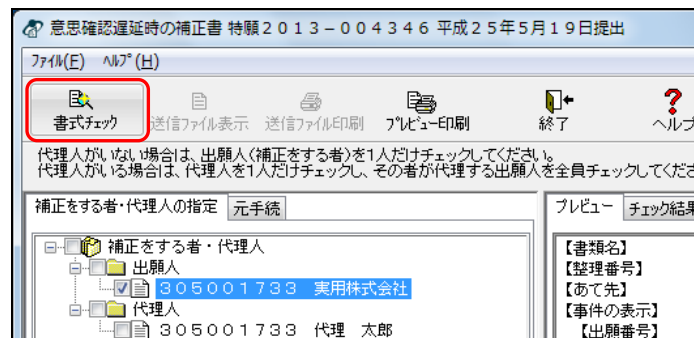 意思確認遅延時の補正書 特願２０１３－００４３４６ 平成２５年５月１９日提出
ﾌｧｲﾙ(F) ﾍﾙﾌﾟ(H)
書式ﾁｪｯｸ 送信ﾌｧｲﾙ表示 送信ﾌｧｲﾙ印刷 ﾌﾟﾚﾋﾞｭｰ印刷 終了 ヘルプ
代理人がいない場合は、出願人(補正をする者)を1人だけチェックしてください。
代理人がいる場合は、代理人を1人だけチェックし、その者が代理する出願人を全員チェックしてくださ
補正をする者・代理人の指定 元手続 プレビュー チェック結果
補正をする者・代理人
出願人
３０５００１７３３ 実用株式会社
代理人
３０５００１７３３ 代理 太郎
【書類名】
【整理番号】
【あて先】
【事件の表示】
【出願番号】